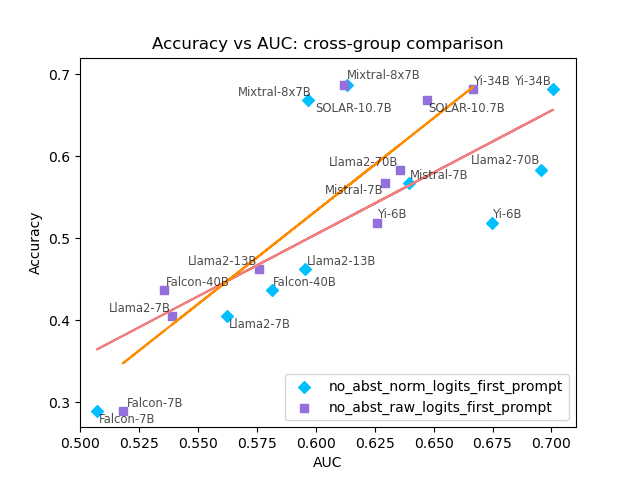 Accuracy vs AUC: cross-group comparison
0.7
Mixtral-8x7B
Yi-34B
Yi-34B
Mixtral-8x7B
SOLAR-10.7B
SOLAR-10.7B
0.6
Llama2-70B
Llama2-70B
Mistral-7B
Mistral-7B
Yi-6B
Yi-6B
0.5
Llama2-13B
Llama2-13B
Falcon-40B
Falcon-40B
Llama2-7B
Llama2-7B
0.4
0.3
Falcon-7B
Falcon-7B
no_abst_norm_logits_first_prompt
no_abst_raw_logits_first_prompt
0.500 0.525 0.550 0.575 0.600 0.625 0.650 0.675 0.700
AUC
Accuracy